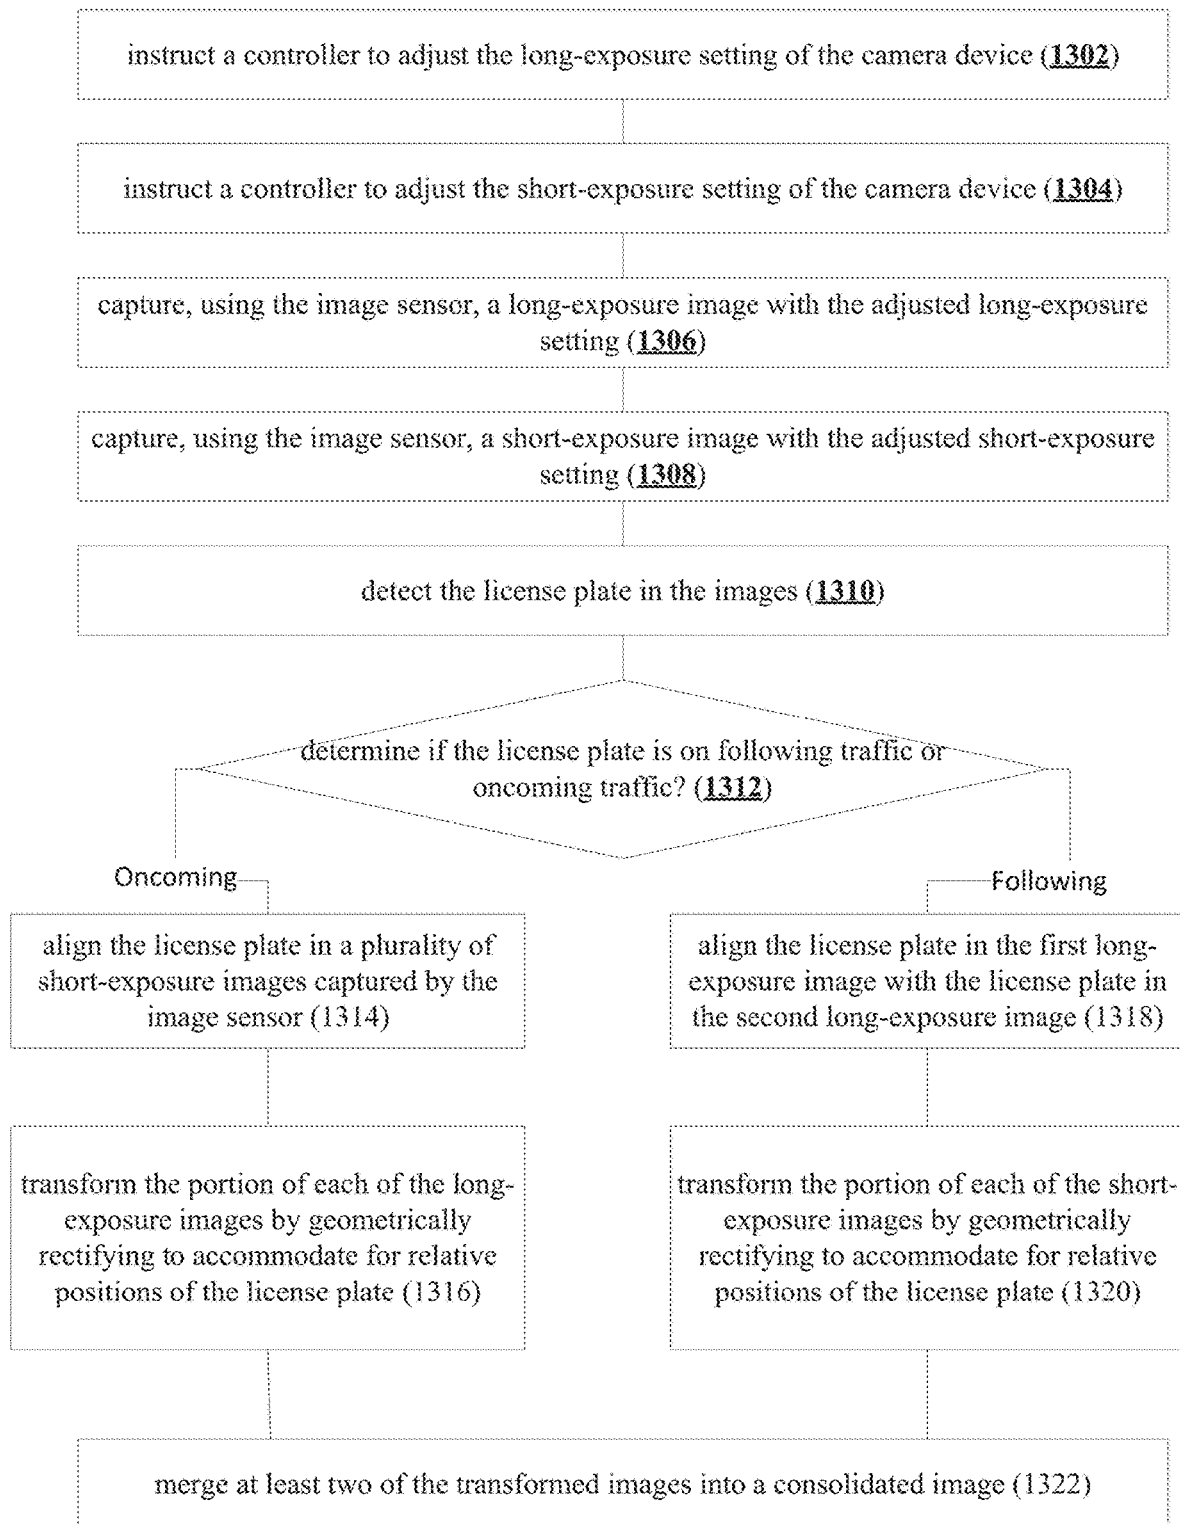 instruct a controller to adjust the long-exposure setting of the camera device (1302)
instruct a controller to adjust the short-exposure setting of the camera device (1304)
capture, using the image sensor, a long-exposure image with the adjusted long-exposure
setting (1306)
capture, using the image sensor, a short-exposure image with the adjusted short-exposure
setting (1308)
detect the license plate in the images (1310)
determine if the license plate is on following traffic or
oncoming traffic? (1312)
Oncoming
align the license plate in a plurality of
short-exposure images captured by the
image sensor (1314)
transform the portion of each of the long-
exposure images by geometrically
rectifying to accommodate for relative
positions of the license plate (1316)
Following
align the license plate in the first long-
exposure image with the license plate in
the second long-exposure image (1318)
transform the portion of each of the short-
exposure images by geometrically
rectifying to accommodate for relative
positions of the license plate (1320)
merge at least two of the transformed images into a consolidated image (1322)